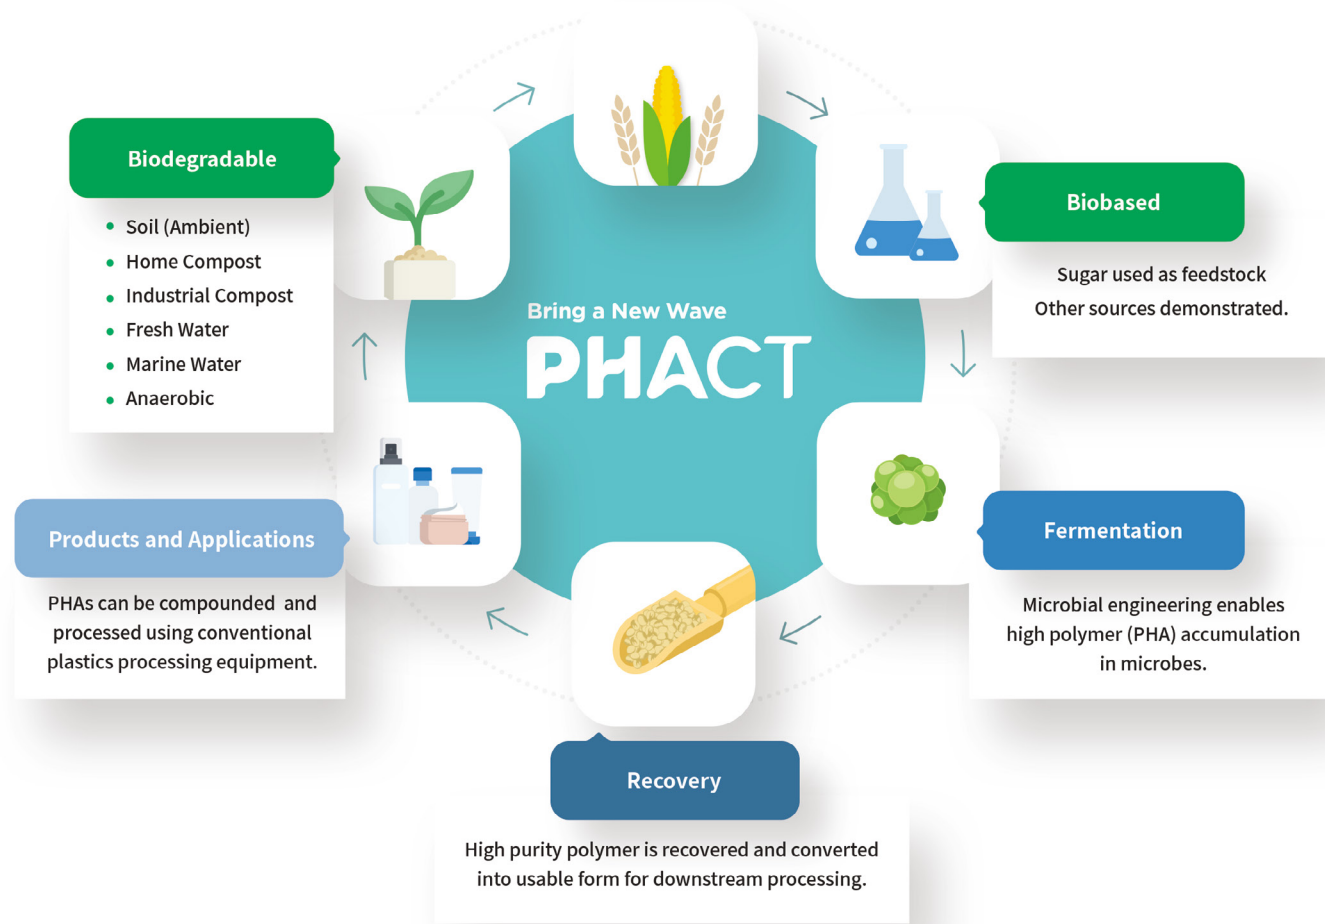 Bring a New Wave
PHACT
Biobased
Sugar used as feedstock
Other sources demonstrated.
Fermentation
Microbial engineering enables
high polymer (PHA) accumulation
in microbes.
Recovery
High purity polymer is recovered and converted
into usable form for downstream processing.
Products and Applications
PHAs can be compounded and
processed using conventional
plastics processing equipment.
Biodegradable
• Soil (Ambient)
• Home Compost
• Industrial Compost
• Fresh Water
• Marine Water
• Anaerobic